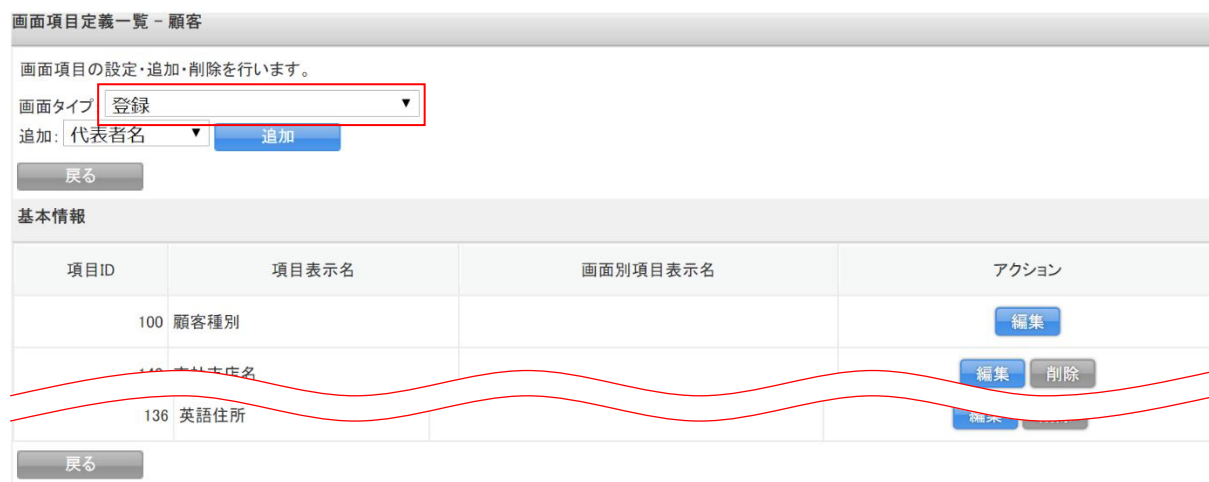 画面項目定義一覧 − 顧客
画面項目の設定・追加・削除を行います。
画面タイプ 登録
追加: 代表者名 追加
戻る
基本情報
項目ID 項目表示名 画面別項目表示名 アクション
100 顧客種別 編集
編集 削除
136 英語住所
戻る